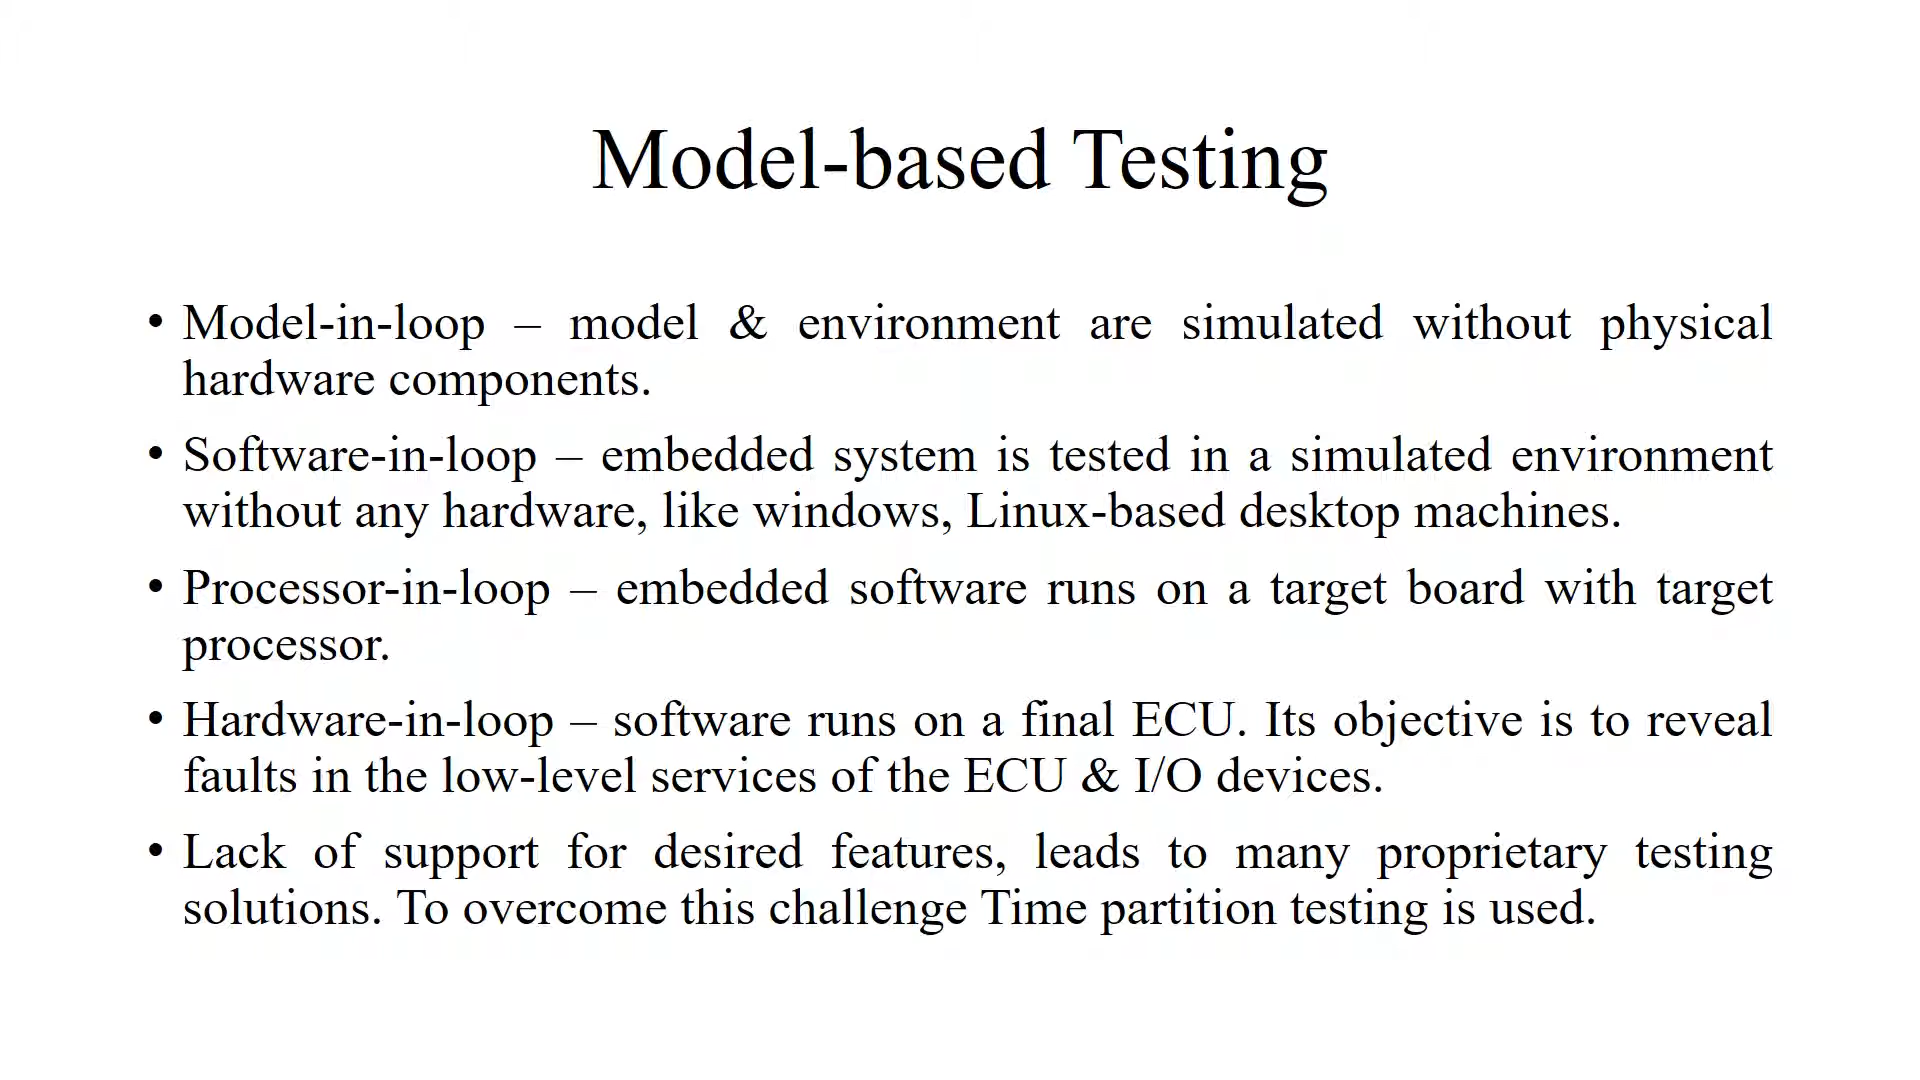 Model-based Testing
• Model-in-loop – model & environment are simulated without physical
hardware components.
• Software-in-loop – embedded system is tested in a simulated environment
without any hardware, like windows, Linux-based desktop machines.
• Processor-in-loop – embedded software runs on a target board with target
processor.
• Hardware-in-loop – software runs on a final ECU. Its objective is to reveal
faults in the low-level services of the ECU & I/O devices.
• Lack of support for desired features, leads to many proprietary testing
solutions. To overcome this challenge Time partition testing is used.